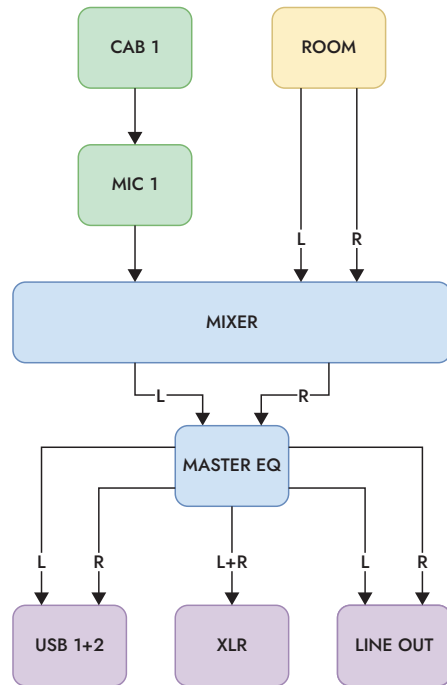 CAB 1
ROOM
MIC 1
L
R
MIXER
L
R
MASTER EQ
L
R
L+R
L
R
USB 1+2
XLR
LINE OUT